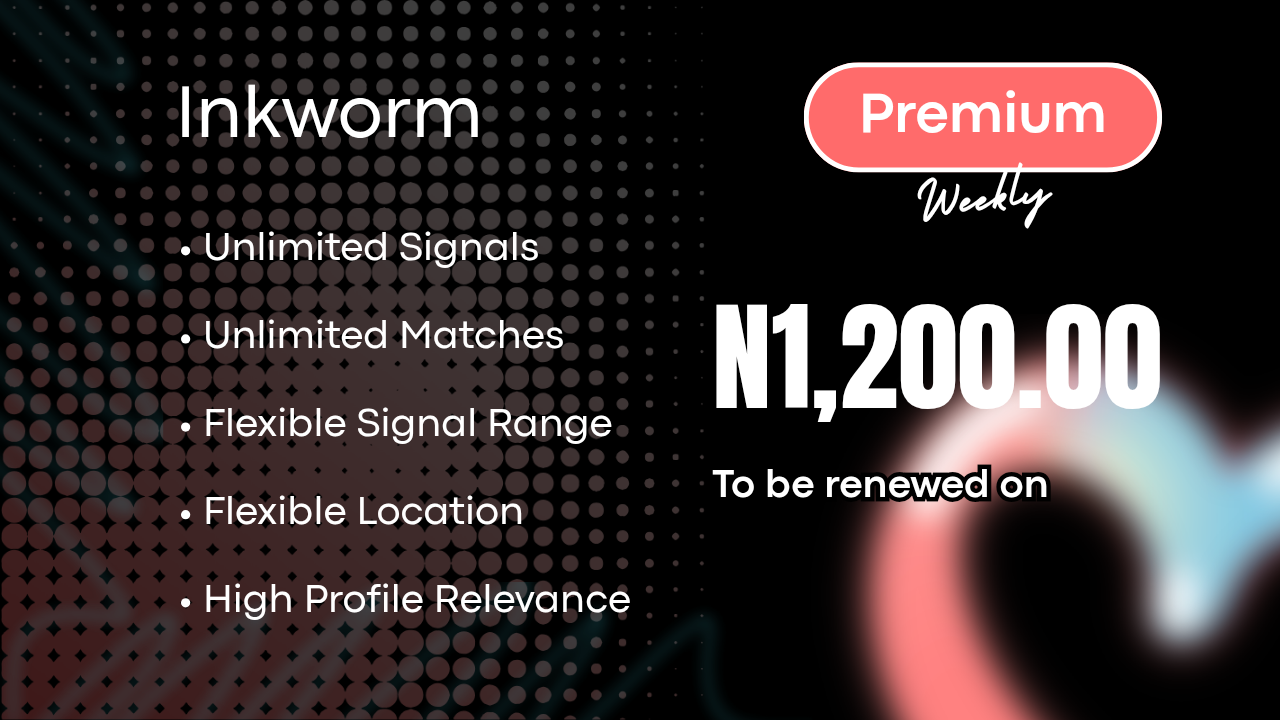 Inkworm
• Unlimited Signals
• Unlimited Matches
• Flexible Signal Range
• Flexible Location
• High Profile Relevance
Premium
Weekly
N1,200.00
To be renewed on